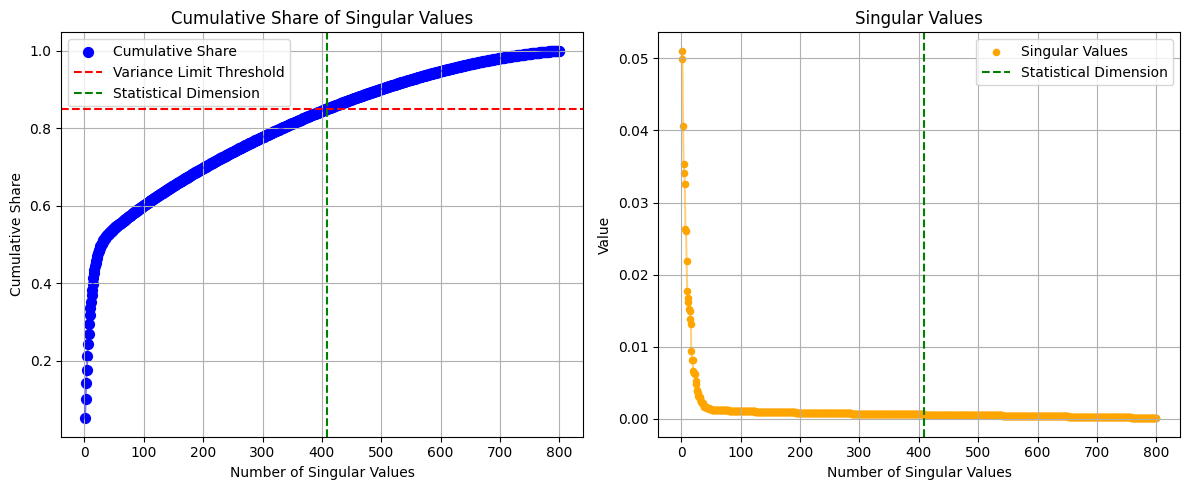 Cumulative Share of Singular Values
Cumulative Share
Variance Limit Threshold
Statistical Dimension
1.0
0.8
0.6
0.4
0.2
Cumulative Share
0 100 200 300 400 500 600 700 800
Number of Singular Values
Singular Values
Singular Values
Statistical Dimension
0.05
0.04
0.03
0.02
0.01
0.00
Value
0 100 200 300 400 500 600 700 800
Number of Singular Values